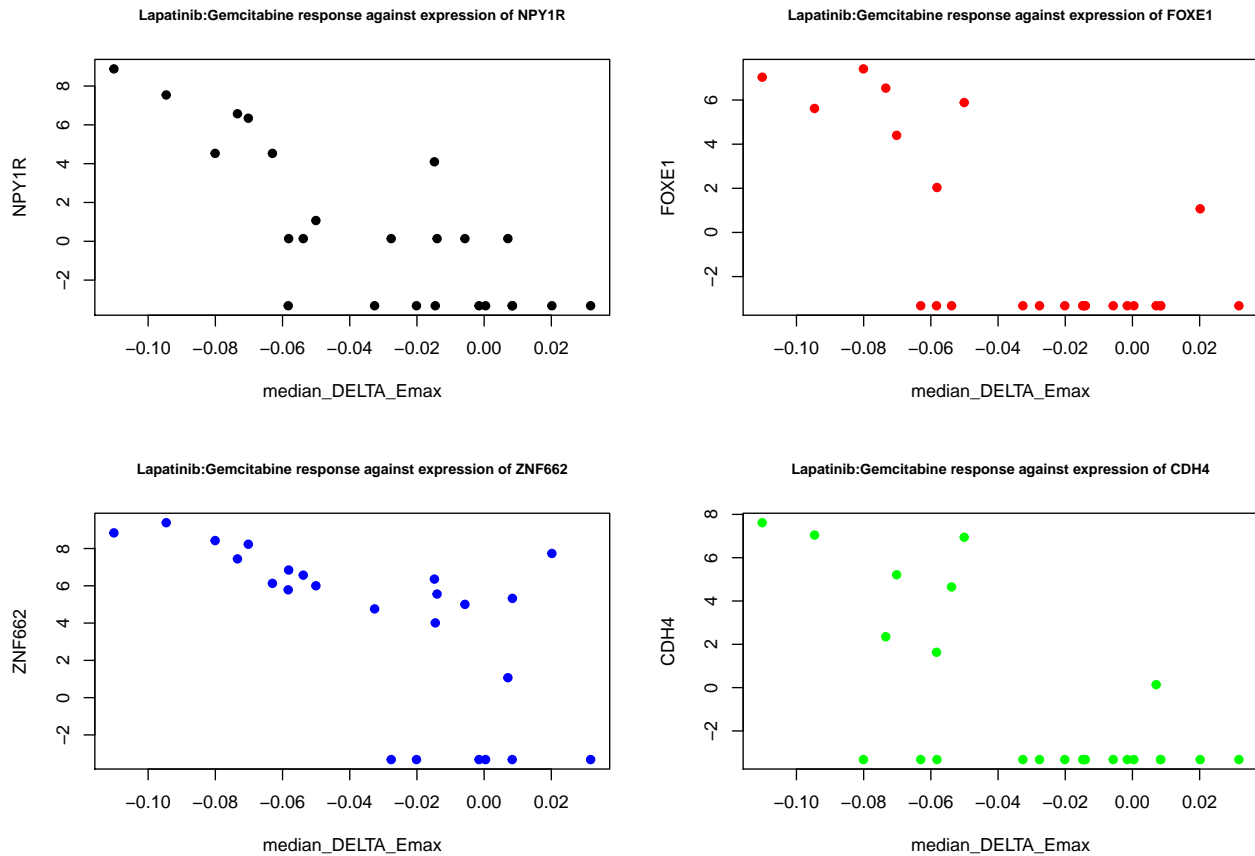 Lapatinib:Gemcitabine response against expression of NPY1R
NPY1R
8
6
4
2
0
−2
−0.10 −0.08 −0.06 −0.04 −0.02 0.00 0.02
median_DELTA_Emax
Lapatinib:Gemcitabine response against expression of FOXE1
FOXE1
6
4
2
0
−2
−0.10 −0.08 −0.06 −0.04 −0.02 0.00 0.02
median_DELTA_Emax
Lapatinib:Gemcitabine response against expression of ZNF662
ZNF662
8
6
4
2
0
−2
−0.10 −0.08 −0.06 −0.04 −0.02 0.00 0.02
median_DELTA_Emax
Lapatinib:Gemcitabine response against expression of CDH4
CDH4
8
6
4
2
0
−2
−0.10 −0.08 −0.06 −0.04 −0.02 0.00 0.02
median_DELTA_Emax